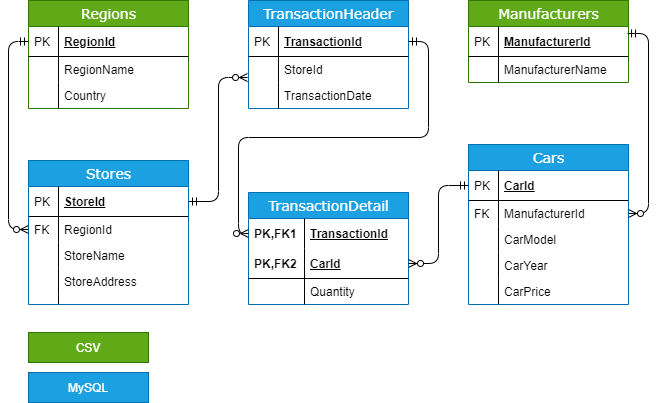 Regions
PK RegionId
RegionName
Country
TransactionHeader
PK TransactionId
StoreId
TransactionDate
Manufacturers
PK ManufacturerId
ManufacturerName
Stores
PK StoreId
FK RegionId
StoreName
StoreAddress
TransactionDetail
PK,FK1 TransactionId
PK,FK2 CarId
Quantity
Cars
PK CarId
FK ManufacturerId
CarModel
CarYear
CarPrice
CSV
MySQL